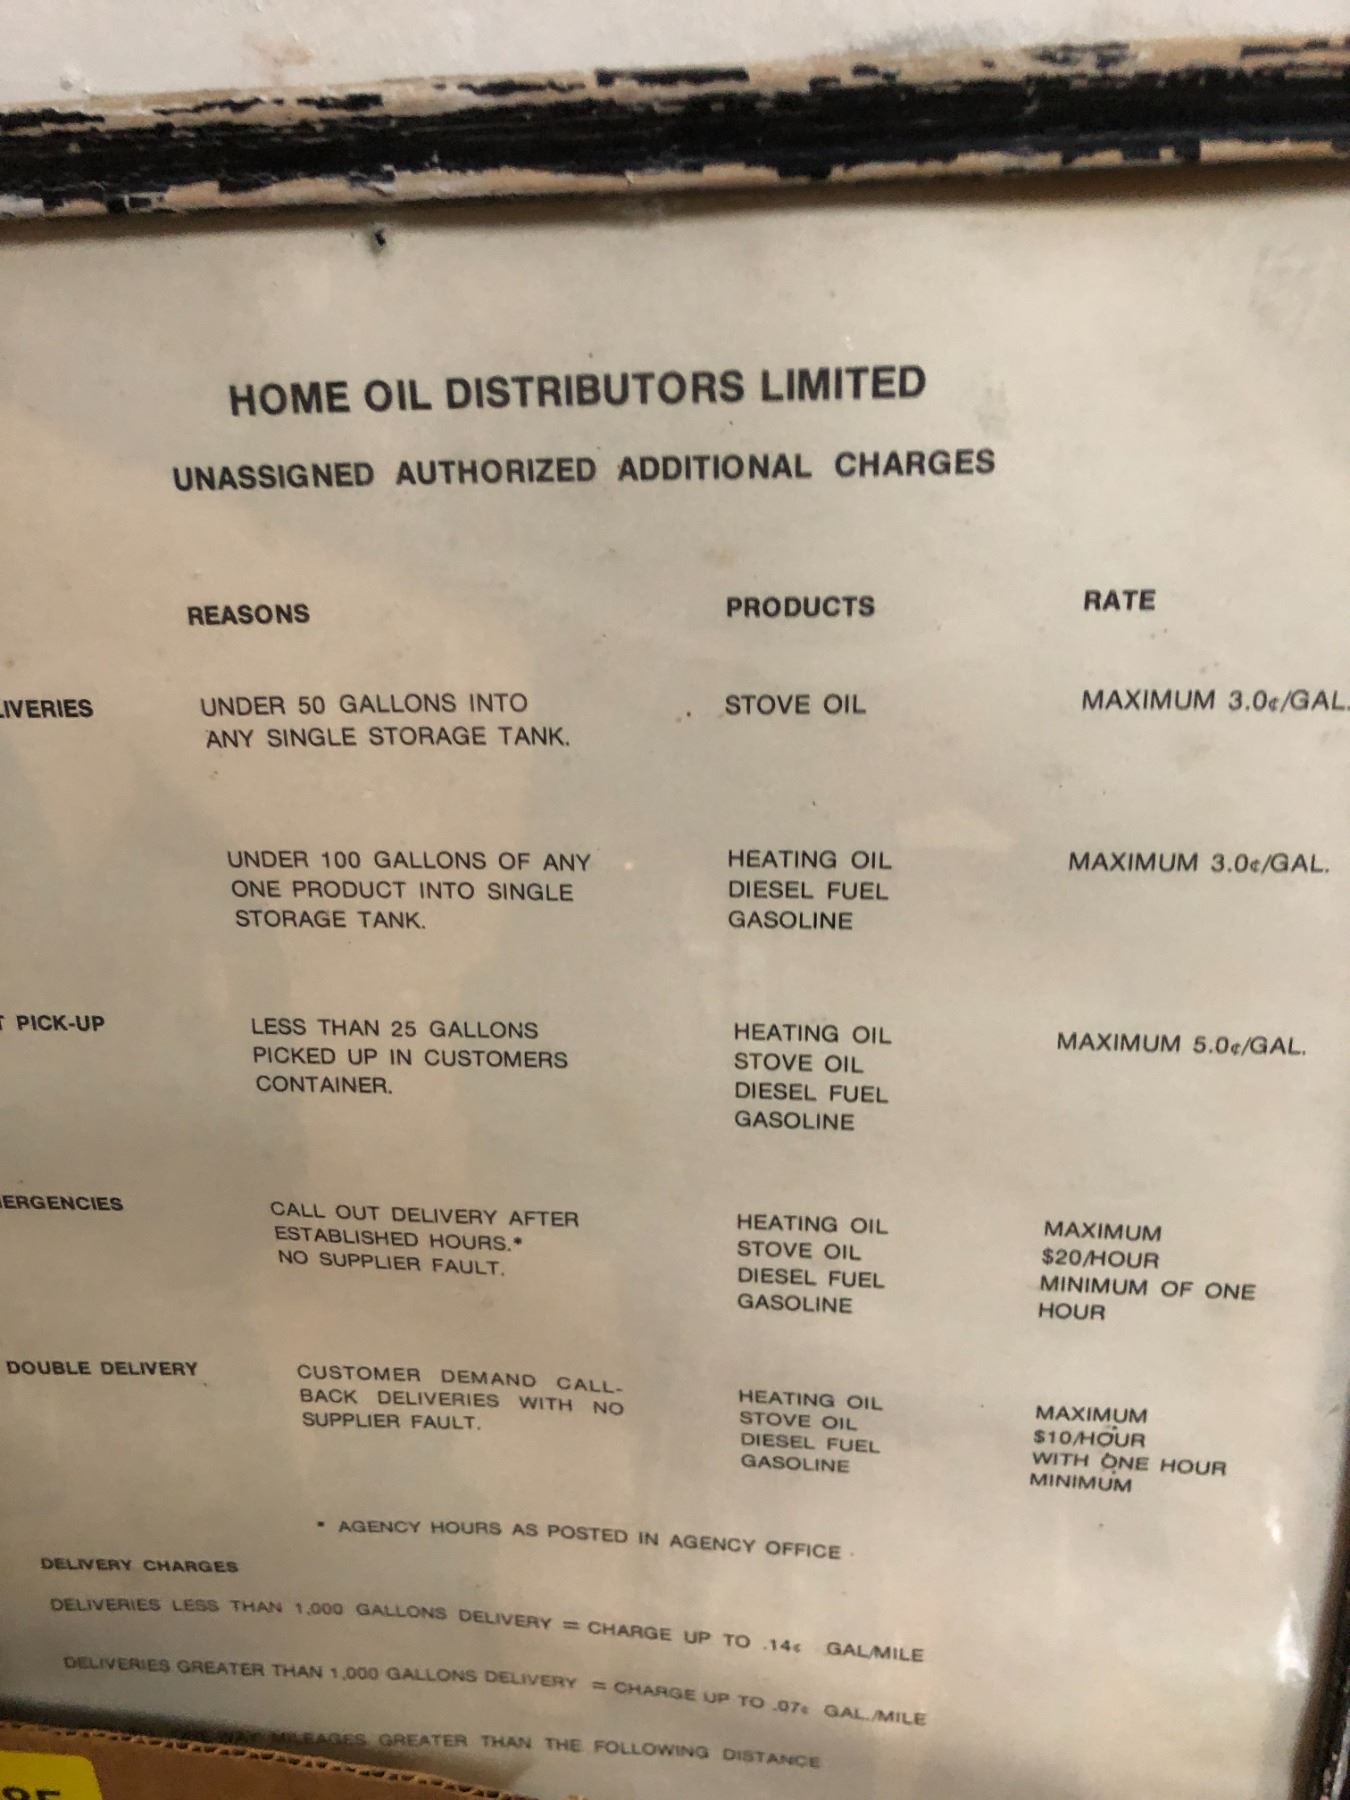 HOME OIL DISTRIBUTORS LIMITED
UNASSIGNED AUTHORIZED ADDITIONAL CHARGES
REASONS PRODUCTS RATE
LIVERIES UNDER 50 GALLONS INTO STOVE OIL MAXIMUM 3.0¢/GAL.
ANY SINGLE STORAGE TANK.
UNDER 100 GALLONS OF ANY HEATING OIL MAXIMUM 3.0¢/GAL.
ONE PRODUCT INTO SINGLE DIESEL FUEL
STORAGE TANK. GASOLINE
T PICK-UP LESS THAN 25 GALLONS HEATING OIL MAXIMUM 5.0¢/GAL.
PICKED UP IN CUSTOMERS STOVE OIL
CONTAINER. DIESEL FUEL
GASOLINE
ERGENCIES CALL OUT DELIVERY AFTER HEATING OIL MAXIMUM
ESTABLISHED HOURS.* STOVE OIL $20/HOUR
NO SUPPLIER FAULT. DIESEL FUEL MINIMUM OF ONE
GASOLINE HOUR
DOUBLE DELIVERY CUSTOMER DEMAND CALL- HEATING OIL MAXIMUM
BACK DELIVERIES WITH NO STOVE OIL $10/HOUR
SUPPLIER FAULT. DIESEL FUEL WITH ONE HOUR
GASOLINE MINIMUM
* AGENCY HOURS AS POSTED IN AGENCY OFFICE
DELIVERY CHARGES
DELIVERIES LESS THAN 1,000 GALLONS DELIVERY = CHARGE UP TO .14¢ GAL/MILE
DELIVERIES GREATER THAN 1,000 GALLONS DELIVERY = CHARGE UP TO .07¢ GAL./MILE
WAY MILEAGES GREATER THAN THE FOLLOWING DISTANCE